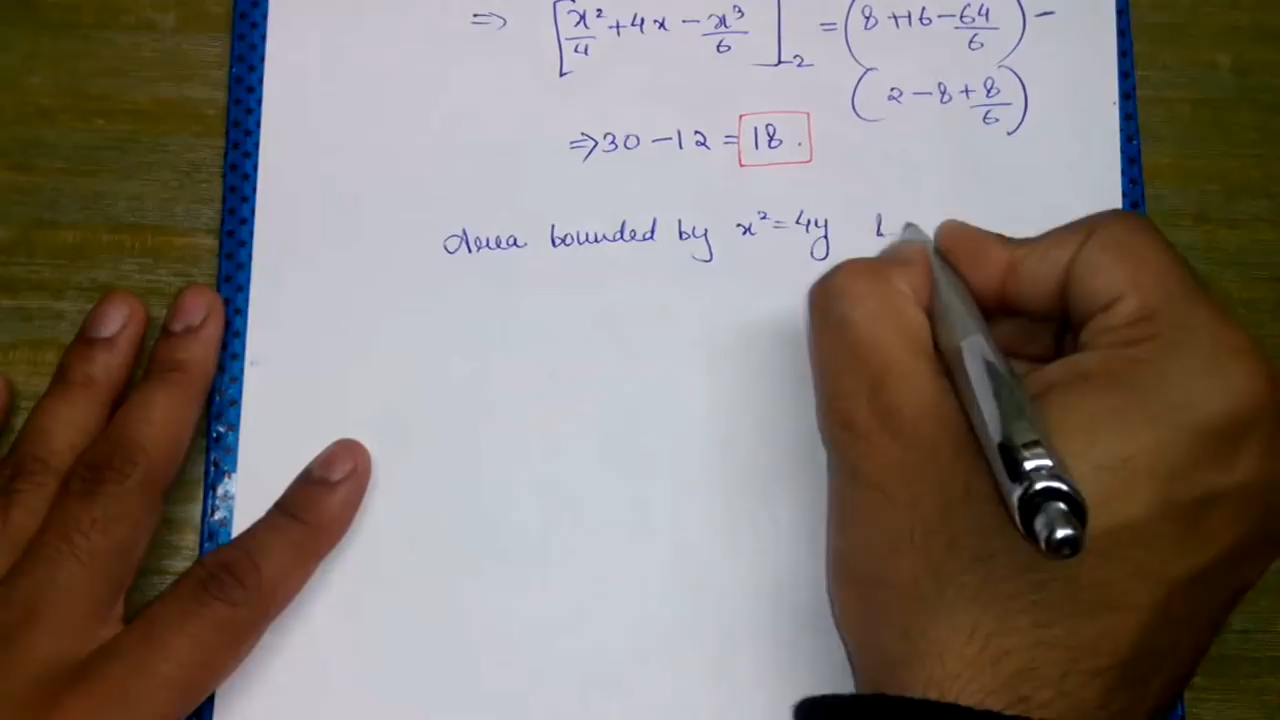 ⇒ [x²/4 + 4x − x³/6]₋₂ = (8 + 16 − 64/6) −
(2 − 8 + 8/6)
⇒ 30 − 12 = 18.
Area bounded by x² = 4y &